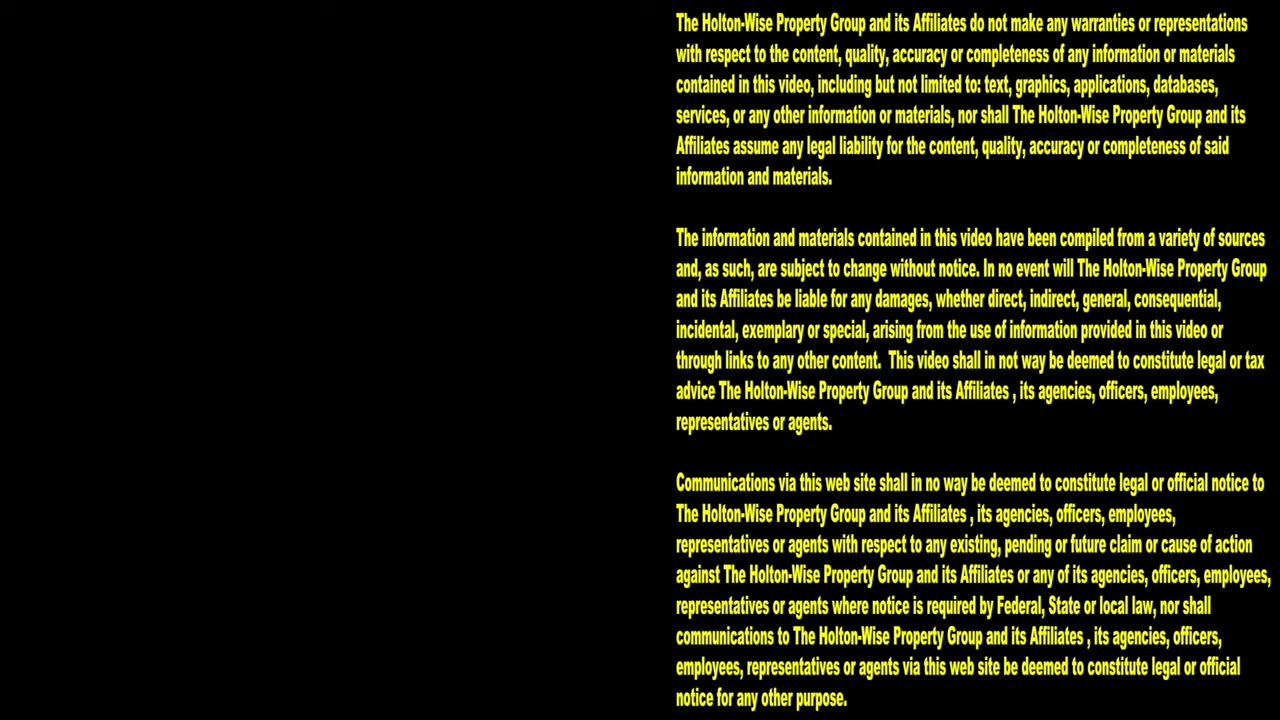 The Holton-Wise Property Group and its Affiliates do not make any warranties or representations
with respect to the content, quality, accuracy or completeness of any information or materials
contained in this video, including but not limited to: text, graphics, applications, databases,
services, or any other information or materials, nor shall The Holton-Wise Property Group and its
Affiliates assume any legal liability for the content, quality, accuracy or completeness of said
information and materials.
The information and materials contained in this video have been compiled from a variety of sources
and, as such, are subject to change without notice. In no event will The Holton-Wise Property Group
and its Affiliates be liable for any damages, whether direct, indirect, general, consequential,
incidental, exemplary or special, arising from the use of information provided in this video or
through links to any other content.  This video shall in not way be deemed to constitute legal or tax
advice The Holton-Wise Property Group and its Affiliates , its agencies, officers, employees,
representatives or agents.
Communications via this web site shall in no way be deemed to constitute legal or official notice to
The Holton-Wise Property Group and its Affiliates , its agencies, officers, employees,
representatives or agents with respect to any existing, pending or future claim or cause of action
against The Holton-Wise Property Group and its Affiliates or any of its agencies, officers, employees,
representatives or agents where notice is required by Federal, State or local law, nor shall
communications to The Holton-Wise Property Group and its Affiliates , its agencies, officers,
employees, representatives or agents via this web site be deemed to constitute legal or official
notice for any other purpose.